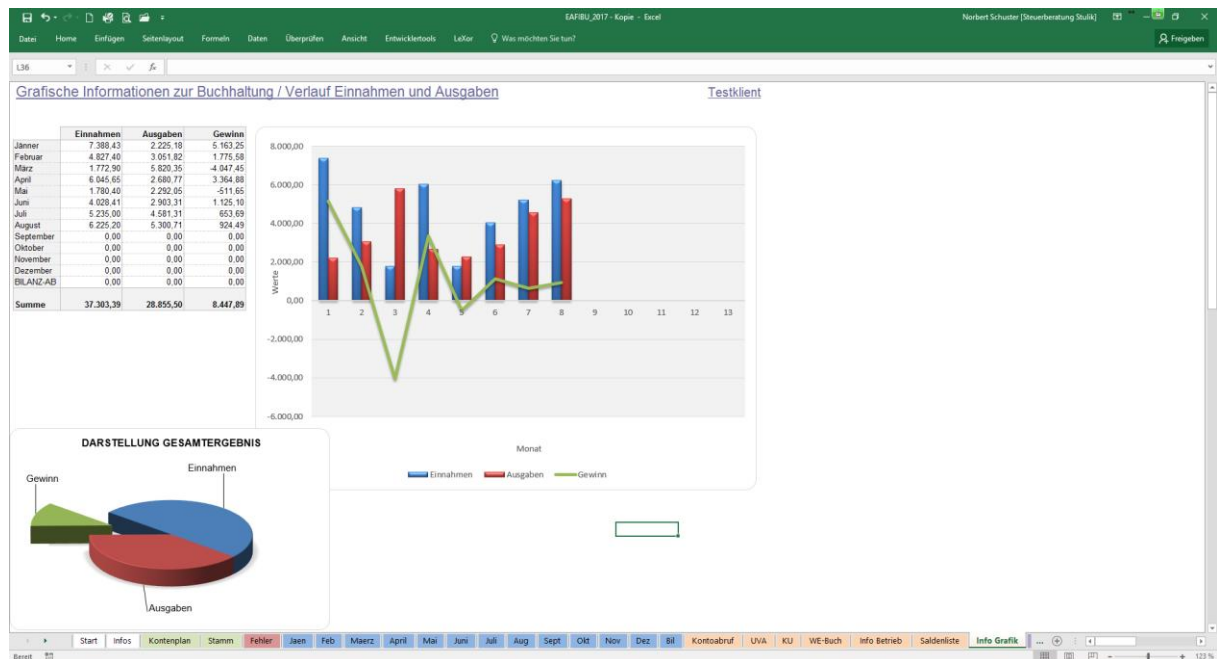 EAFIBU_2017 - Kopie - Excel
Norbert Schuster [Steuerberatung Stulik]
Datei Home Einfügen Seitenlayout Formeln Daten Überprüfen Ansicht Entwicklertools LeXor Was möchten Sie tun? Freigeben
L36 fx
Grafische Informationen zur Buchhaltung / Verlauf Einnahmen und Ausgaben Testklient
Einnahmen Ausgaben Gewinn
Jänner 7.388,43 2.225,18 5.163,25
Februar 4.827,40 3.051,82 1.775,58
März 1.772,90 5.820,35 -4.047,45
April 6.045,65 2.680,77 3.364,88
Mai 1.780,40 2.292,05 -511,65
Juni 4.028,41 2.903,31 1.125,10
Juli 5.235,00 4.581,31 653,69
August 6.225,20 5.300,71 924,49
September 0,00 0,00 0,00
Oktober 0,00 0,00 0,00
November 0,00 0,00 0,00
Dezember 0,00 0,00 0,00
BILANZ-AB 0,00 0,00 0,00
Summe 37.303,39 28.855,50 8.447,89
8.000,00
6.000,00
4.000,00
2.000,00
0,00
-2.000,00
-4.000,00
-6.000,00
Werte
1 2 3 4 5 6 7 8 9 10 11 12 13
Monat
Einnahmen Ausgaben Gewinn
DARSTELLUNG GESAMTERGEBNIS
Einnahmen
Gewinn
Ausgaben
Start Infos Kontenplan Stamm Fehler Jaen Feb Maerz April Mai Juni Juli Aug Sept Okt Nov Dez Bil Kontoabruf UVA KU WE-Buch Info Betrieb Saldenliste Info Grafik ...
Bereit 123 %